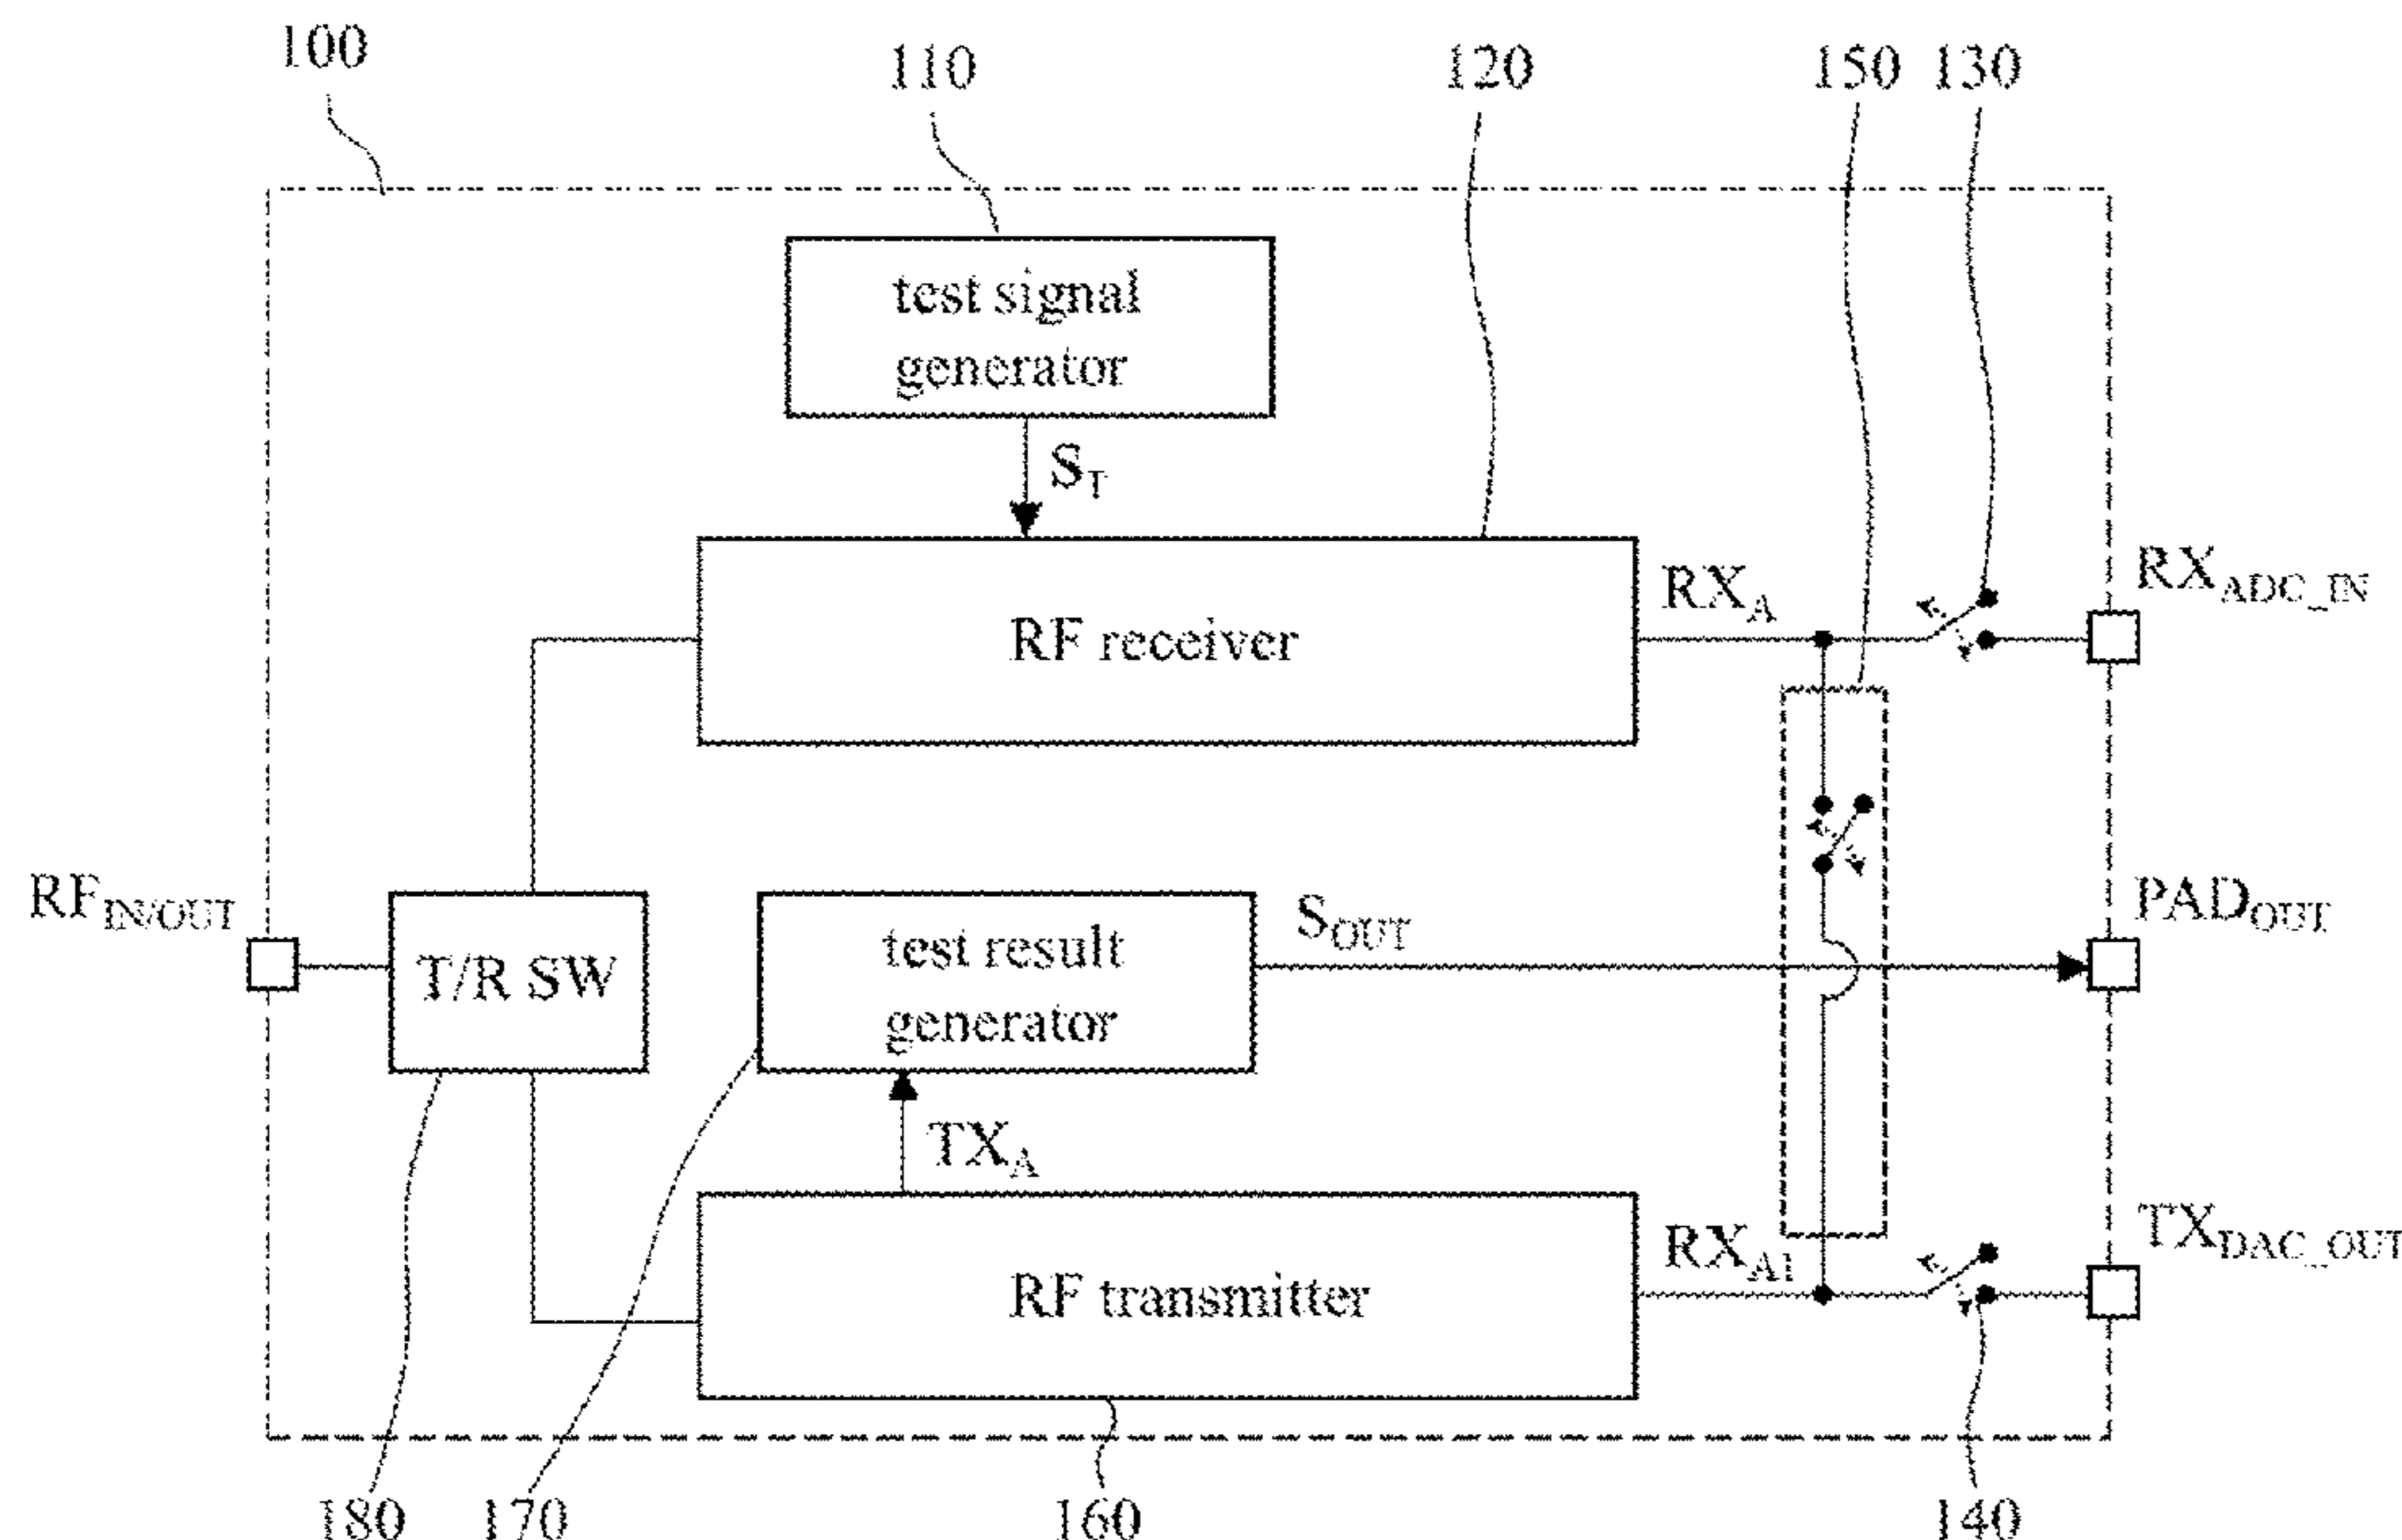 100
110
120
150 130
test signal
generator
S_T
RX_A
RX_ADC_IN
RF receiver
RF_IN/OUT
T/R SW
test result
generator
S_OUT
PAD_OUT
TX_A
RX_A1
TX_DAC_OUT
RF transmitter
180
170
160
140